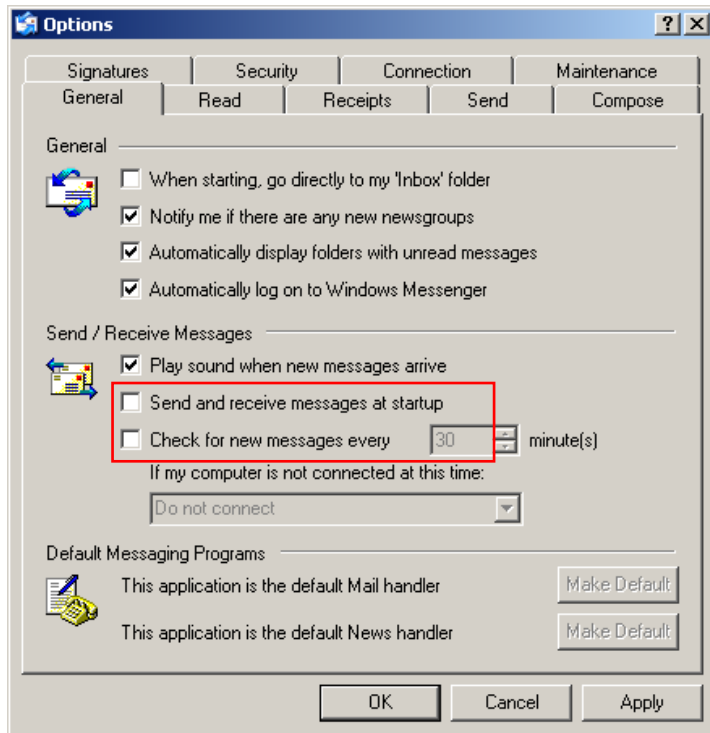 Options
Signatures Security Connection Maintenance
General Read Receipts Send Compose
General
When starting, go directly to my 'Inbox' folder
Notify me if there are any new newsgroups
Automatically display folders with unread messages
Automatically log on to Windows Messenger
Send / Receive Messages
Play sound when new messages arrive
Send and receive messages at startup
Check for new messages every 30 minute(s)
If my computer is not connected at this time:
Do not connect
Default Messaging Programs
This application is the default Mail handler Make Default
This application is the default News handler Make Default
OK Cancel Apply